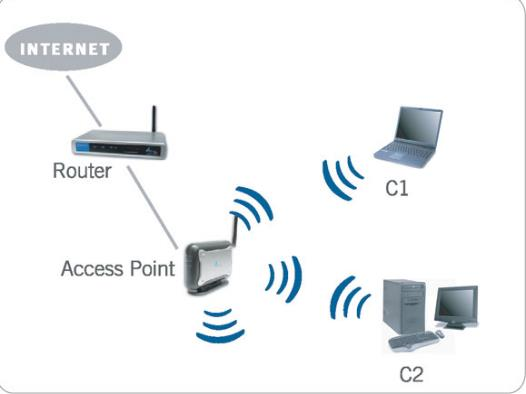 INTERNET
Router
C1
Access Point
C2